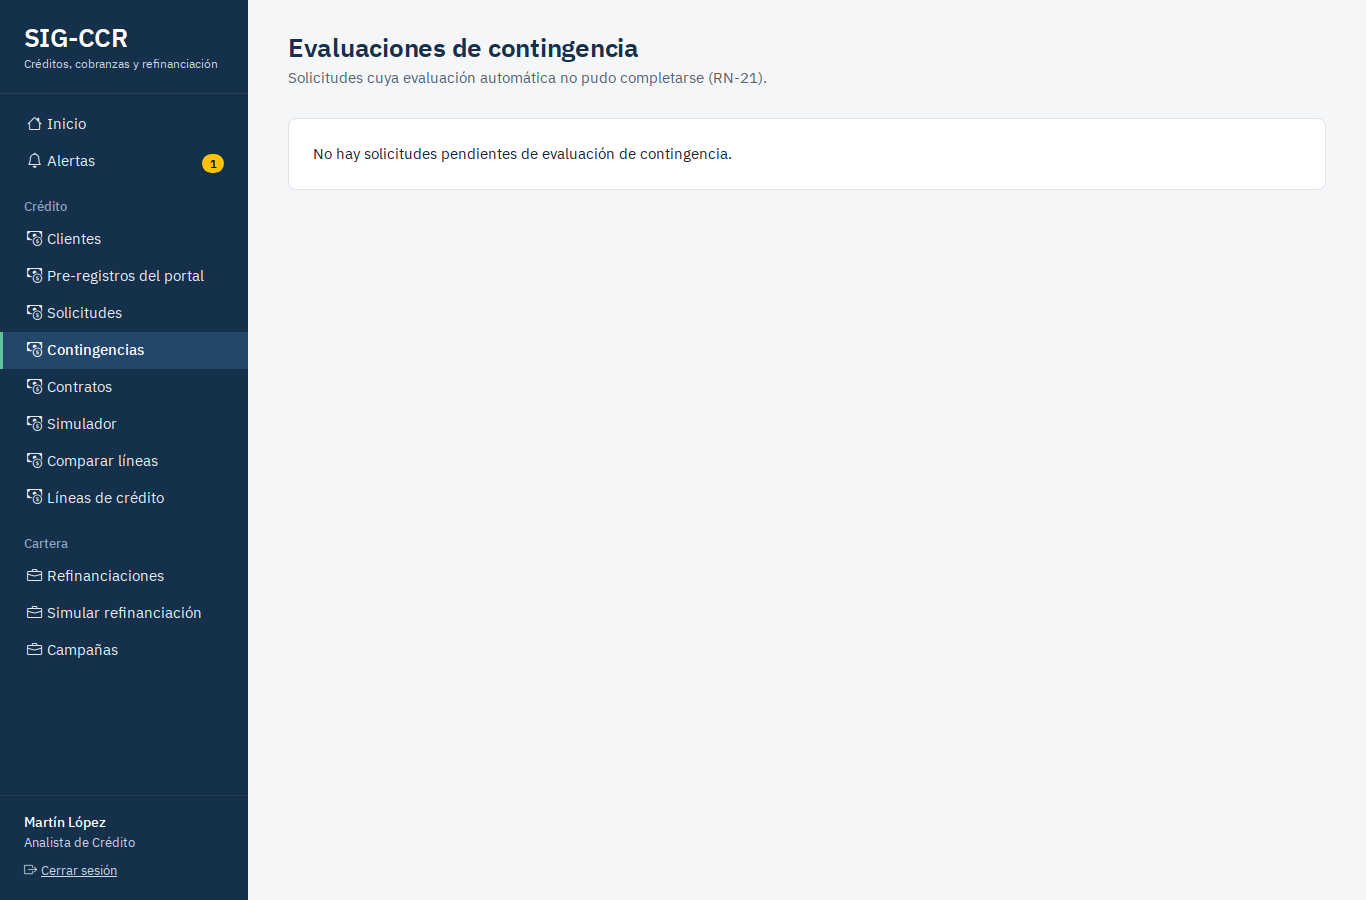 SIG-CCR
Créditos, cobranzas y refinanciación
Inicio
Alertas 1
Crédito
Clientes
Pre-registros del portal
Solicitudes
Contingencias
Contratos
Simulador
Comparar líneas
Líneas de crédito
Cartera
Refinanciaciones
Simular refinanciación
Campañas
Martín López
Analista de Crédito
Cerrar sesión
Evaluaciones de contingencia
Solicitudes cuya evaluación automática no pudo completarse (RN-21).
No hay solicitudes pendientes de evaluación de contingencia.